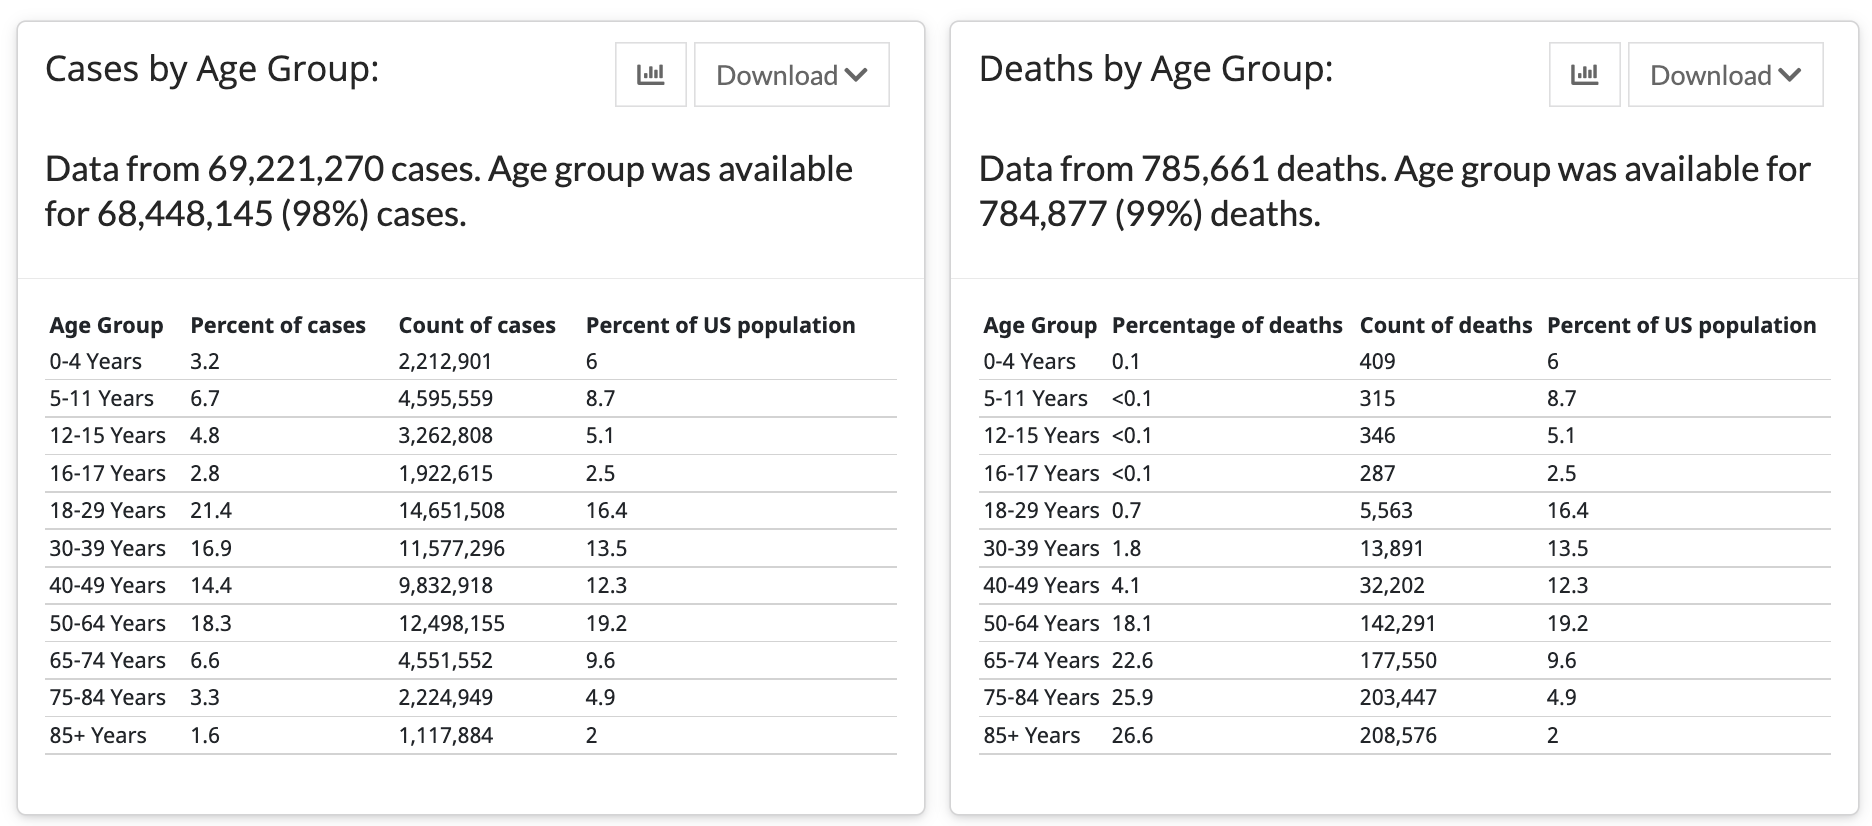 Cases by Age Group:
Download
Data from 69,221,270 cases. Age group was available
for 68,448,145 (98%) cases.
Age Group Percent of cases Count of cases Percent of US population
0-4 Years 3.2 2,212,901 6
5-11 Years 6.7 4,595,559 8.7
12-15 Years 4.8 3,262,808 5.1
16-17 Years 2.8 1,922,615 2.5
18-29 Years 21.4 14,651,508 16.4
30-39 Years 16.9 11,577,296 13.5
40-49 Years 14.4 9,832,918 12.3
50-64 Years 18.3 12,498,155 19.2
65-74 Years 6.6 4,551,552 9.6
75-84 Years 3.3 2,224,949 4.9
85+ Years 1.6 1,117,884 2
Deaths by Age Group:
Download
Data from 785,661 deaths. Age group was available for
784,877 (99%) deaths.
Age Group Percentage of deaths Count of deaths Percent of US population
0-4 Years 0.1 409 6
5-11 Years <0.1 315 8.7
12-15 Years <0.1 346 5.1
16-17 Years <0.1 287 2.5
18-29 Years 0.7 5,563 16.4
30-39 Years 1.8 13,891 13.5
40-49 Years 4.1 32,202 12.3
50-64 Years 18.1 142,291 19.2
65-74 Years 22.6 177,550 9.6
75-84 Years 25.9 203,447 4.9
85+ Years 26.6 208,576 2